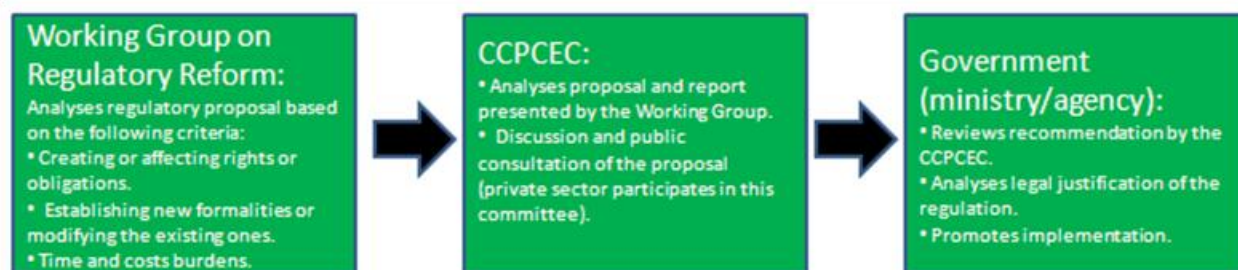 Working Group on
Regulatory Reform:
Analyses regulatory proposal based
on the following criteria:
• Creating or affecting rights or
obligations.
• Establishing new formalities or
modifying the existing ones.
• Time and costs burdens.
CCPCEC:
• Analyses proposal and report
presented by the Working Group.
• Discussion and public
consultation of the proposal
(private sector participates in this
committee).
Government
(ministry/agency):
• Reviews recommendation by the
CCPCEC.
• Analyses legal justification of the
regulation.
• Promotes implementation.